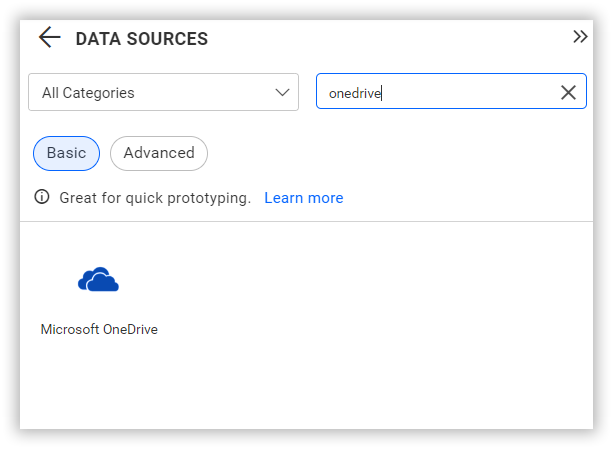 DATA SOURCES
All Categories
onedrive
Basic
Advanced
Great for quick prototyping. Learn more
Microsoft OneDrive